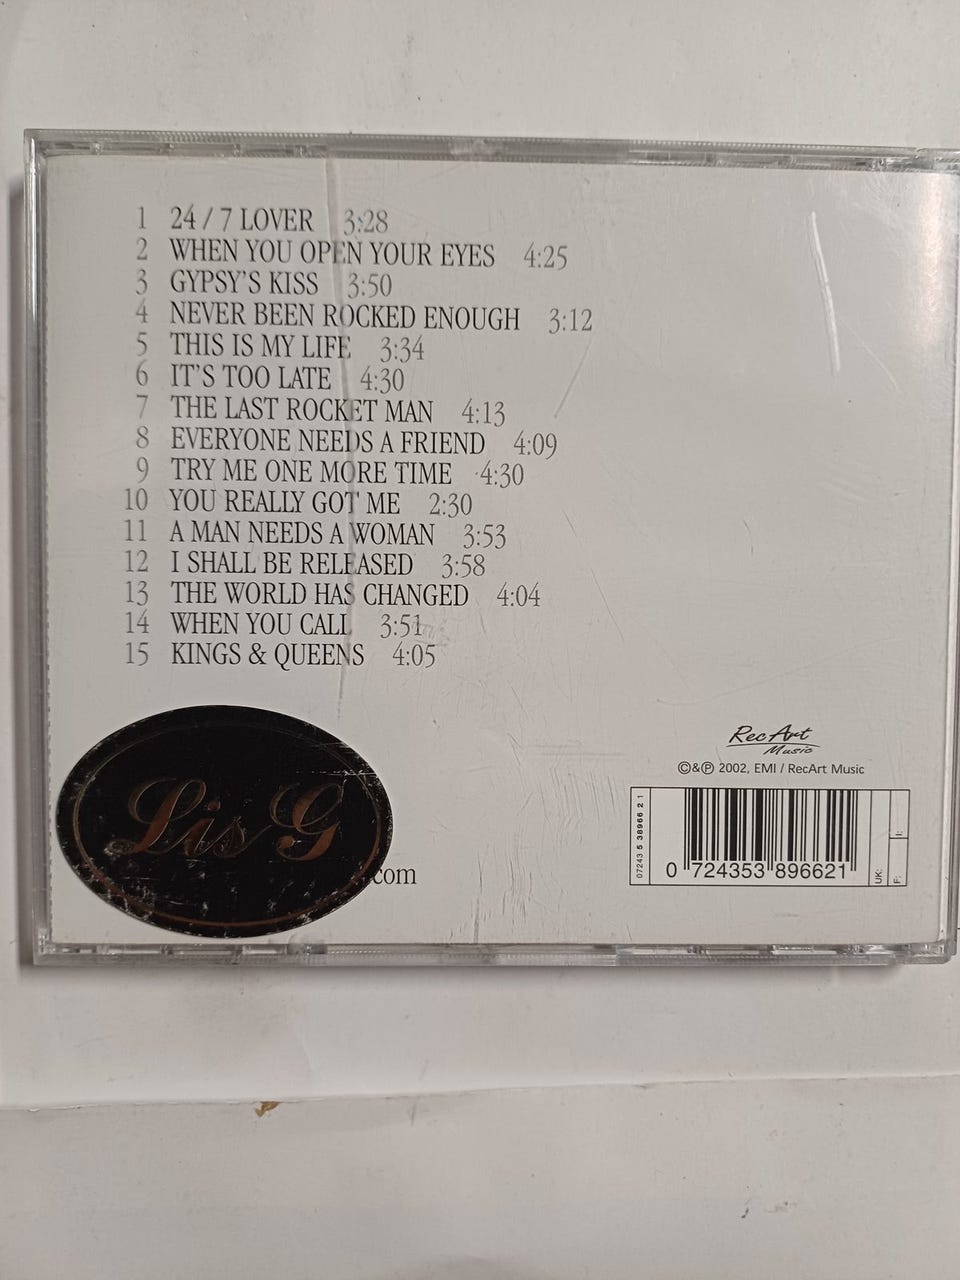 1 24 / 7 LOVER 3:28
2 WHEN YOU OPEN YOUR EYES 4:25
3 GYPSY'S KISS 3:50
4 NEVER BEEN ROCKED ENOUGH 3:12
5 THIS IS MY LIFE 3:34
6 IT'S TOO LATE 4:30
7 THE LAST ROCKET MAN 4:13
8 EVERYONE NEEDS A FRIEND 4:09
9 TRY ME ONE MORE TIME 4:30
10 YOU REALLY GOT ME 2:30
11 A MAN NEEDS A WOMAN 3:53
12 I SHALL BE RELEASED 3:58
13 THE WORLD HAS CHANGED 4:04
14 WHEN YOU CALL 3:51
15 KINGS & QUEENS 4:05
RecArt
Music
©&℗ 2002, EMI / RecArt Music
07243 5 38966 2 1
0 724353 896621
UK:
F:
I:
Lis G
.com